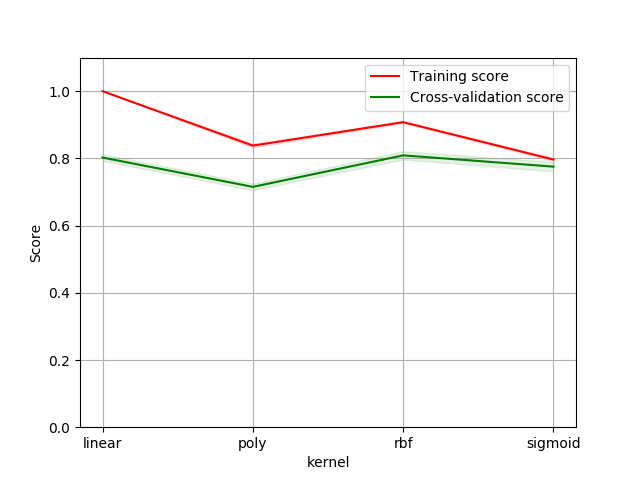 Training score
Cross-validation score
1.0
0.8
0.6
0.4
0.2
0.0
Score
linear poly rbf sigmoid
kernel